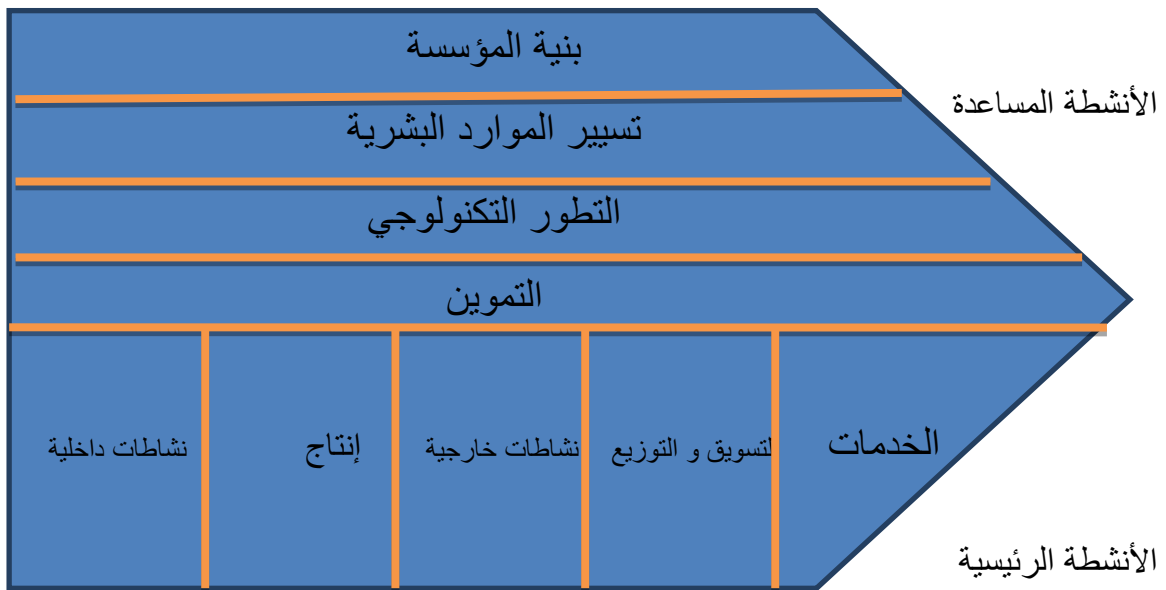 بنية المؤسسة
الأنشطة المساعدة
تسيير الموارد البشرية
التطور التكنولوجي
التموين
نشاطات داخلية
إنتاج
نشاطات خارجية
لتسويق و التوزيع
الخدمات
الأنشطة الرئيسية